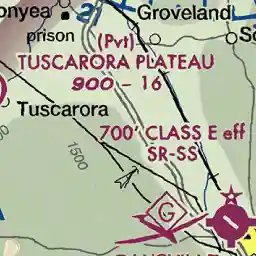 Groveland
prison
(Pvt)
TUSCARORA PLATEAU
900 - 16
Tuscarora
700' CLASS E eff
SR-SS
1500
G